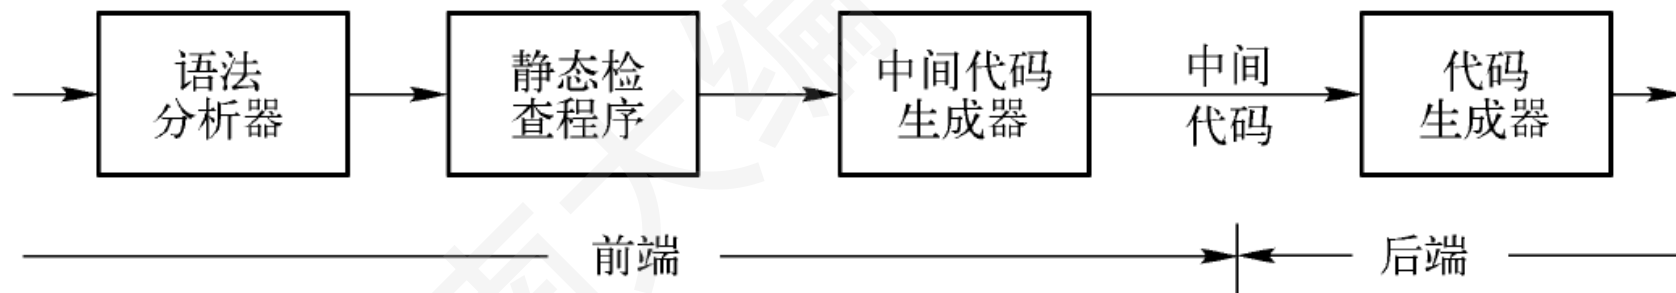 语法
分析器
静态检
查程序
中间代码
生成器
中间
代码
代码
生成器
前端
后端